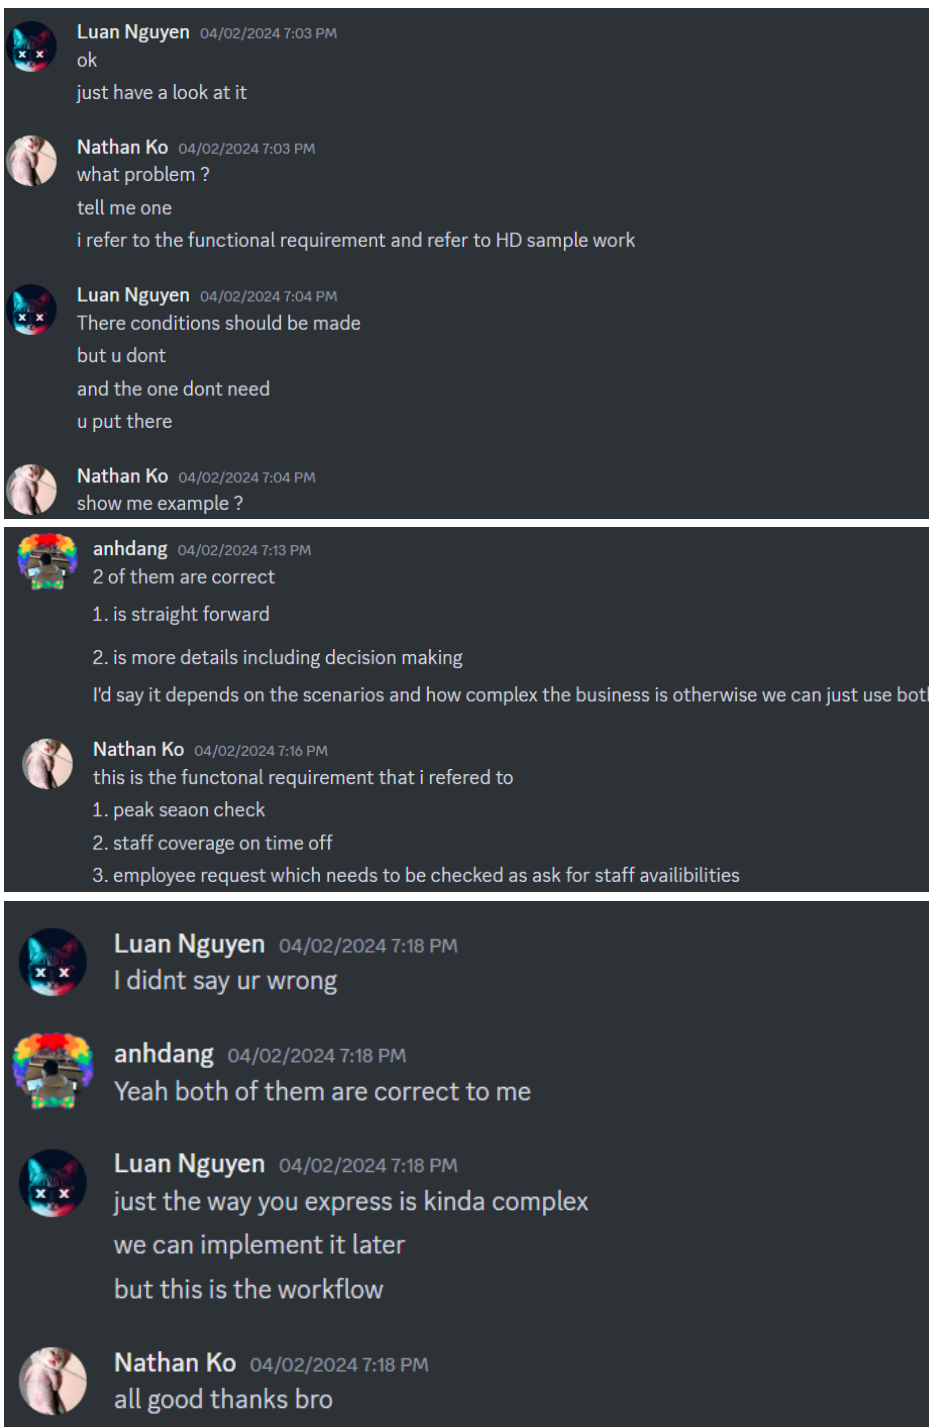 Luan Nguyen 04/02/2024 7:03 PM
ok
just have a look at it
Nathan Ko 04/02/2024 7:03 PM
what problem ?
tell me one
i refer to the functional requirement and refer to HD sample work
Luan Nguyen 04/02/2024 7:04 PM
There conditions should be made
but u dont
and the one dont need
u put there
Nathan Ko 04/02/2024 7:04 PM
show me example ?
anhdang 04/02/2024 7:13 PM
2 of them are correct
1. is straight forward
2. is more details including decision making
I'd say it depends on the scenarios and how complex the business is otherwise we can just use
Nathan Ko 04/02/2024 7:16 PM
this is the functonal requirement that i refered to
1. peak seaon check
2. staff coverage on time off
3. employee request which needs to be checked as ask for staff availibilities
Luan Nguyen 04/02/2024 7:18 PM
I didnt say ur wrong
anhdang 04/02/2024 7:18 PM
Yeah both of them are correct to me
Luan Nguyen 04/02/2024 7:18 PM
just the way you express is kinda complex
we can implement it later
but this is the workflow
Nathan Ko 04/02/2024 7:18 PM
all good thanks bro